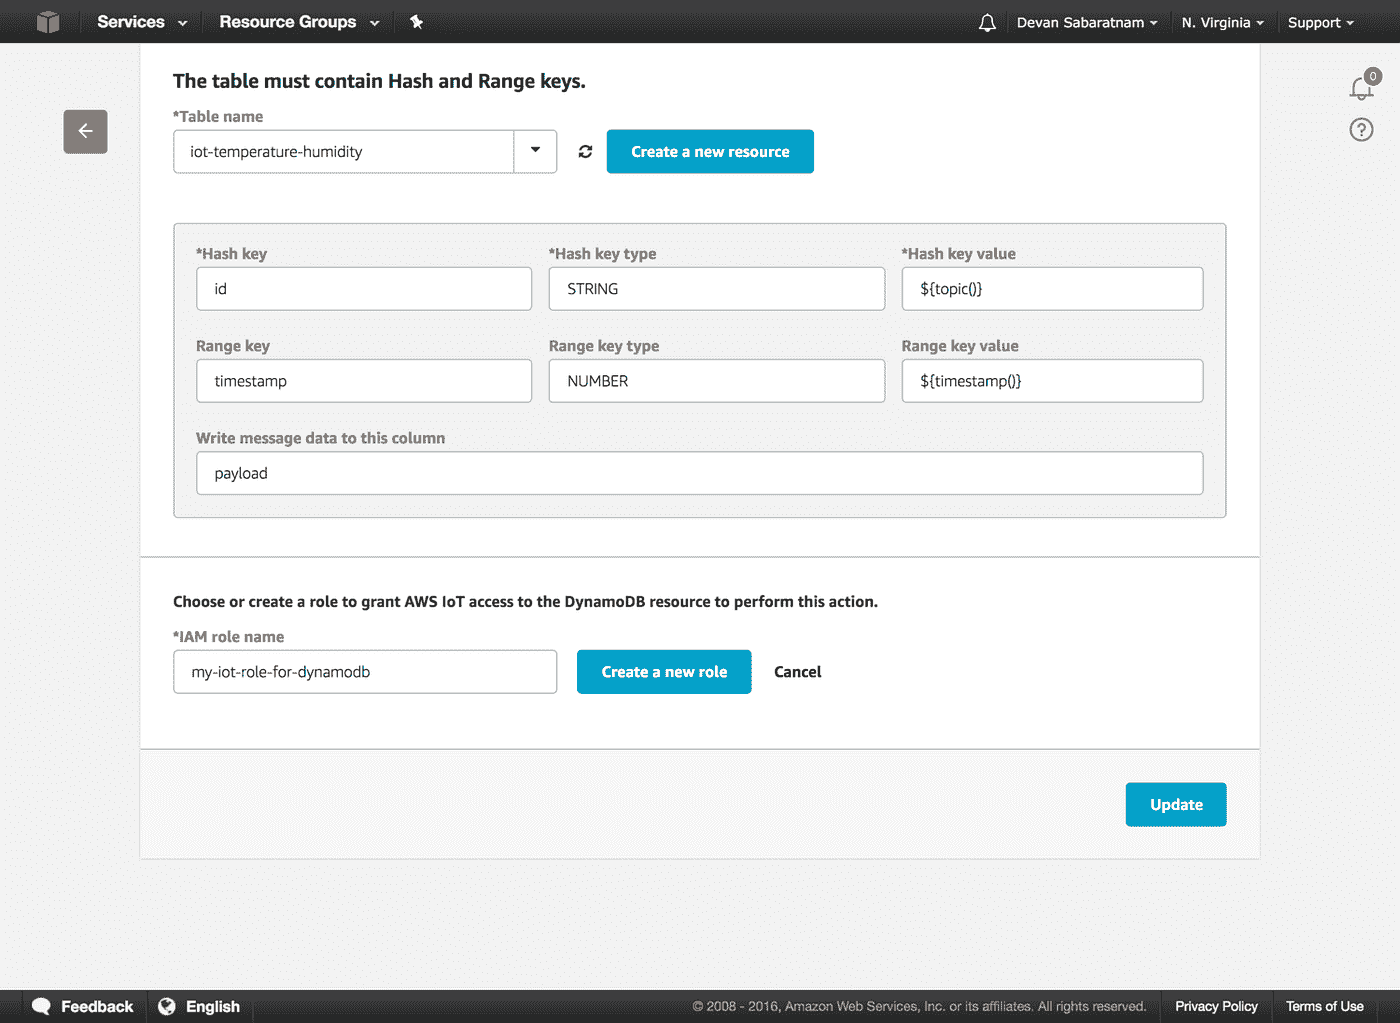 Services Resource Groups Devan Sabaratnam N. Virginia Support
0
The table must contain Hash and Range keys.
*Table name
iot-temperature-humidity Create a new resource
*Hash key *Hash key type *Hash key value
id STRING ${topic()}
Range key Range key type Range key value
timestamp NUMBER ${timestamp()}
Write message data to this column
payload
Choose or create a role to grant AWS IoT access to the DynamoDB resource to perform this action.
*IAM role name
my-iot-role-for-dynamodb Create a new role Cancel
Update
Feedback English © 2008 - 2016, Amazon Web Services, Inc. or its affiliates. All rights reserved. Privacy Policy Terms of Use